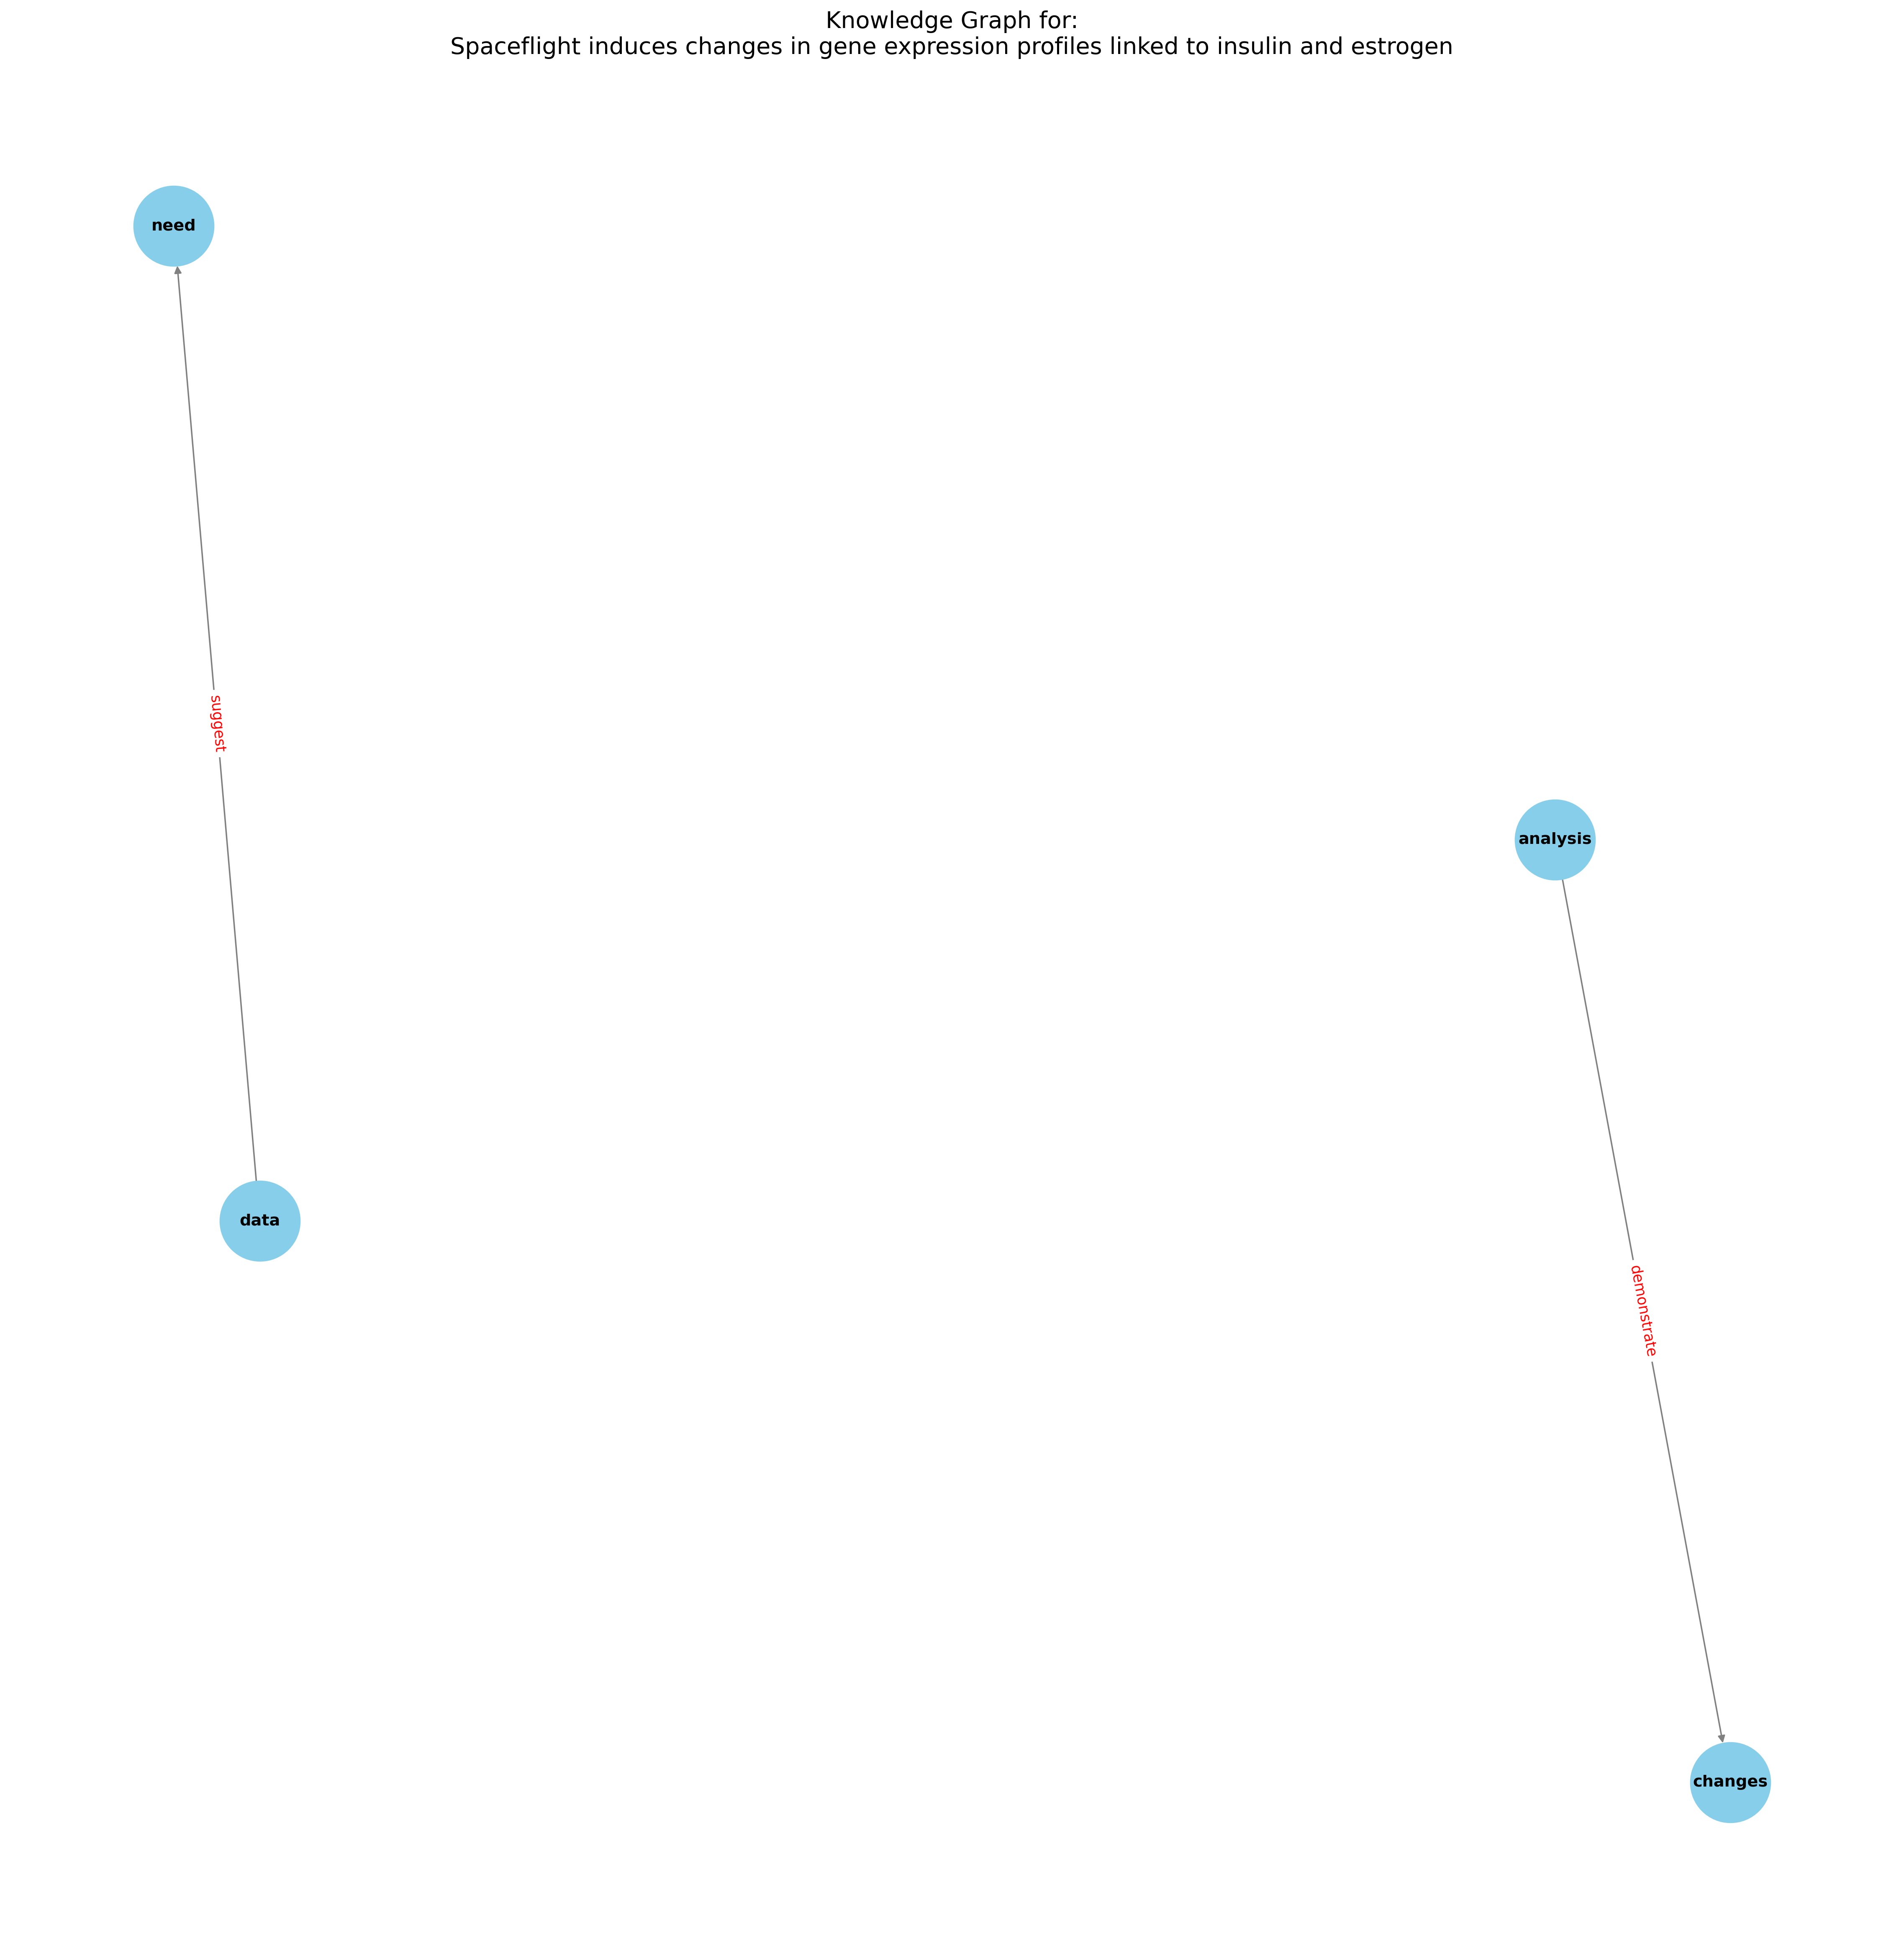 Knowledge Graph for:
Spaceflight induces changes in gene expression profiles linked to insulin and estrogen
need
suggest
analysis
data
demonstrate
changes